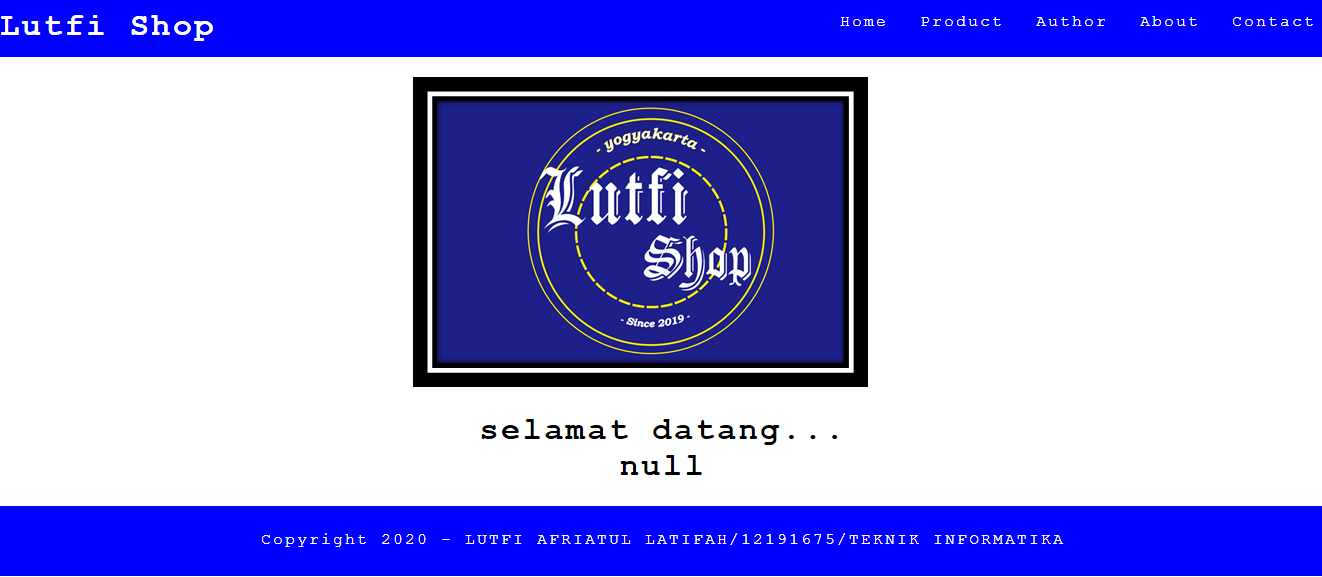 Lutfi Shop
Home Product Author About Contact
- yogyakarta -
Lutfi
Shop
- Since 2019 -
selamat datang...
null
Copyright 2020 - LUTFI AFRIATUL LATIFAH/12191675/TEKNIK INFORMATIKA